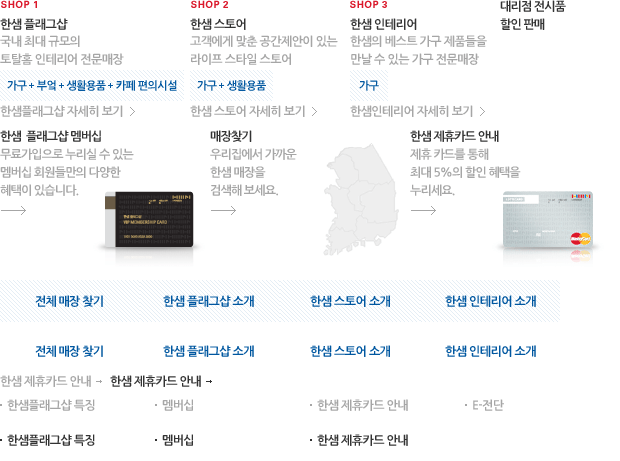 SHOP 1
한샘 플래그샵
국내 최대 규모의
토탈홈 인테리어 전문매장
가구 + 부엌 + 생활용품 + 카페 편의시설
한샘플래그샵 자세히 보기
SHOP 2
한샘 스토어
고객에게 맞춘 공간제안이 있는
라이프 스타일 스토어
가구 + 생활용품
한샘 스토어 자세히 보기
SHOP 3
한샘 인테리어
한샘의 베스트 가구 제품들을
만날 수 있는 가구 전문매장
가구
한샘인테리어 자세히 보기
대리점 전시품
할인 판매
한샘 플래그샵 멤버십
무료가입으로 누리실 수 있는
멤버십 회원들만의 다양한
혜택이 있습니다.
매장찾기
우리집에서 가까운
한샘 매장을
검색해 보세요.
한샘 제휴카드 안내
제휴 카드를 통해
최대 5%의 할인 혜택을
누리세요.
VIP MEMBERSHIP CARD
전체 매장 찾기 한샘 플래그샵 소개 한샘 스토어 소개 한샘 인테리어 소개
전체 매장 찾기 한샘 플래그샵 소개 한샘 스토어 소개 한샘 인테리어 소개
한샘 제휴카드 안내 → 한샘 제휴카드 안내 →
· 한샘플래그샵 특징 · 멤버십 · 한샘 제휴카드 안내 · E-전단
· 한샘플래그샵 특징 · 멤버십 · 한샘 제휴카드 안내